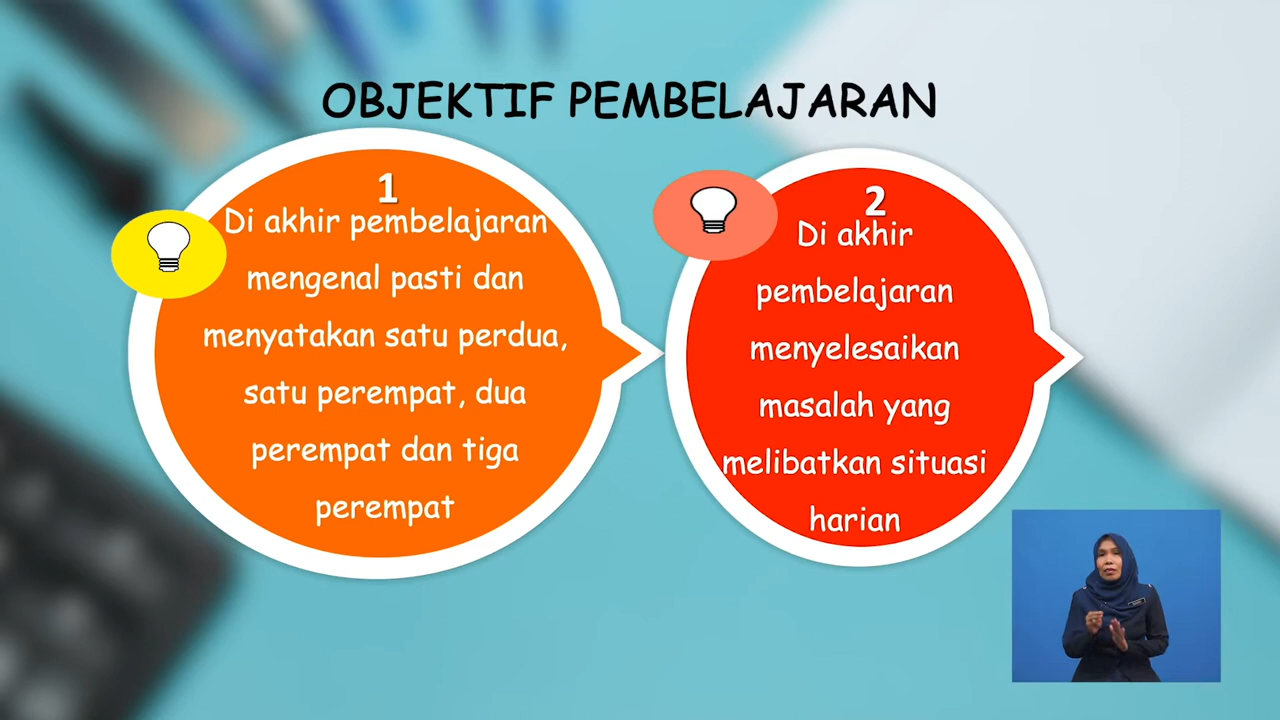 OBJEKTIF PEMBELAJARAN
1
Di akhir pembelajaran
mengenal pasti dan
menyatakan satu perdua,
satu perempat, dua
perempat dan tiga
perempat
2
Di akhir
pembelajaran
menyelesaikan
masalah yang
melibatkan situasi
harian